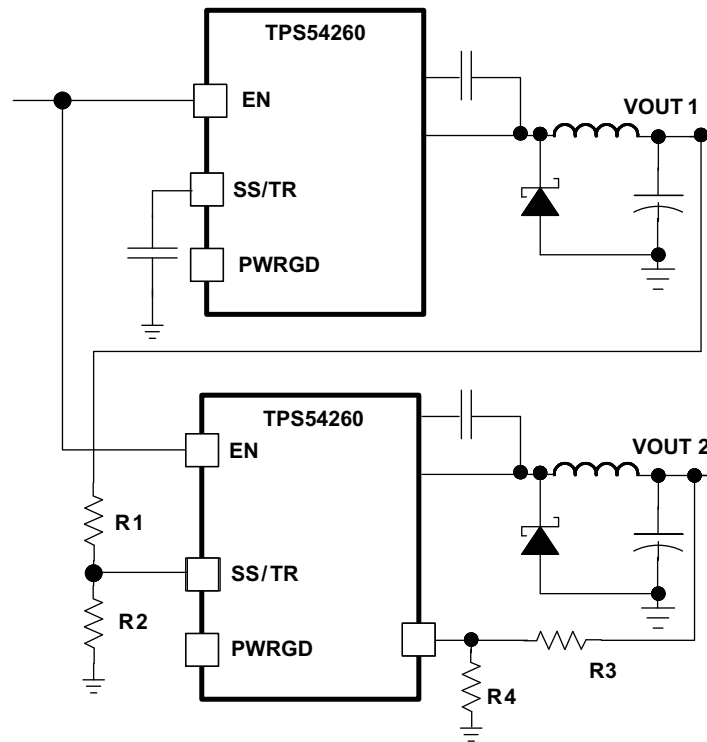 TPS54260
EN
VOUT 1
SS/TR
PWRGD
TPS54260
EN
VOUT 2
R1
SS/TR
R2
PWRGD
R3
R4